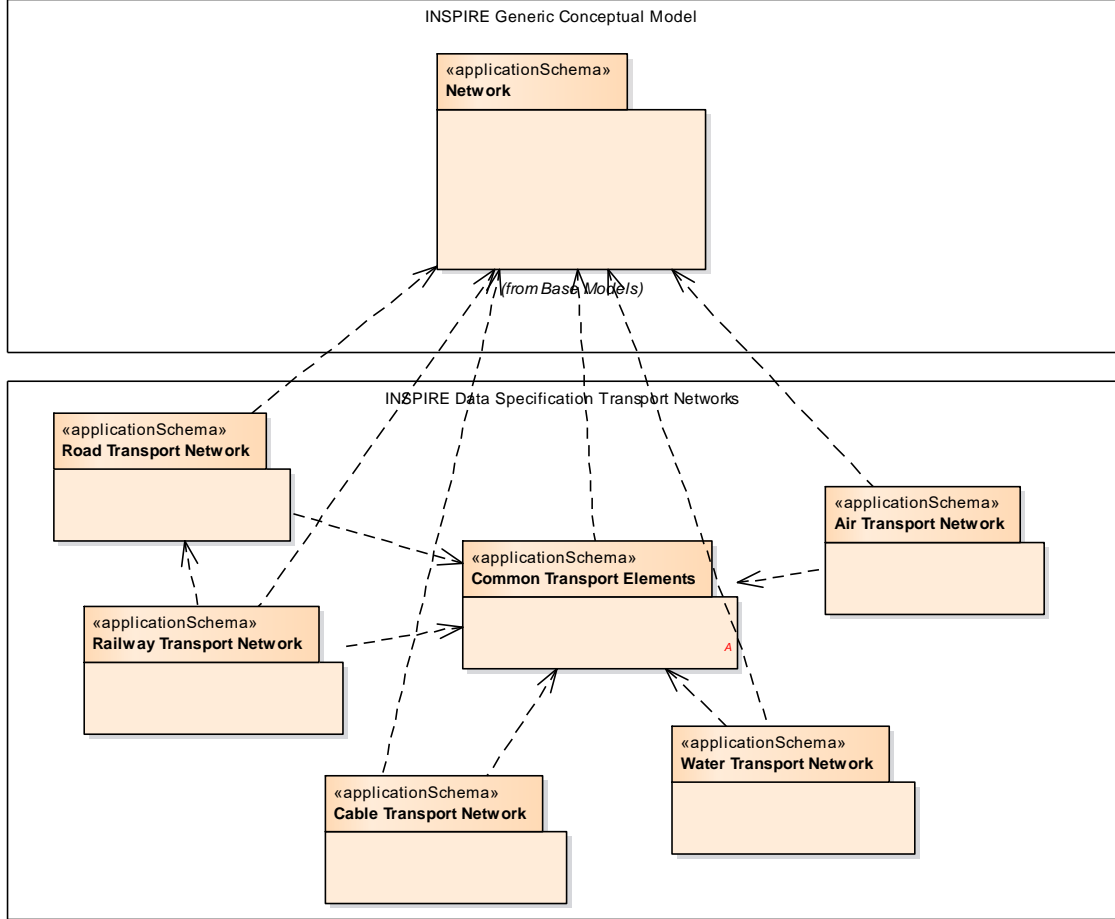 INSPIRE Generic Conceptual Model
«applicationSchema»
Network
(from Base Models)
INSPIRE Data Specification Transport Networks
«applicationSchema»
Road Transport Network
«applicationSchema»
Air Transport Network
«applicationSchema»
Common Transport Elements
A
«applicationSchema»
Railway Transport Network
«applicationSchema»
Water Transport Network
«applicationSchema»
Cable Transport Network